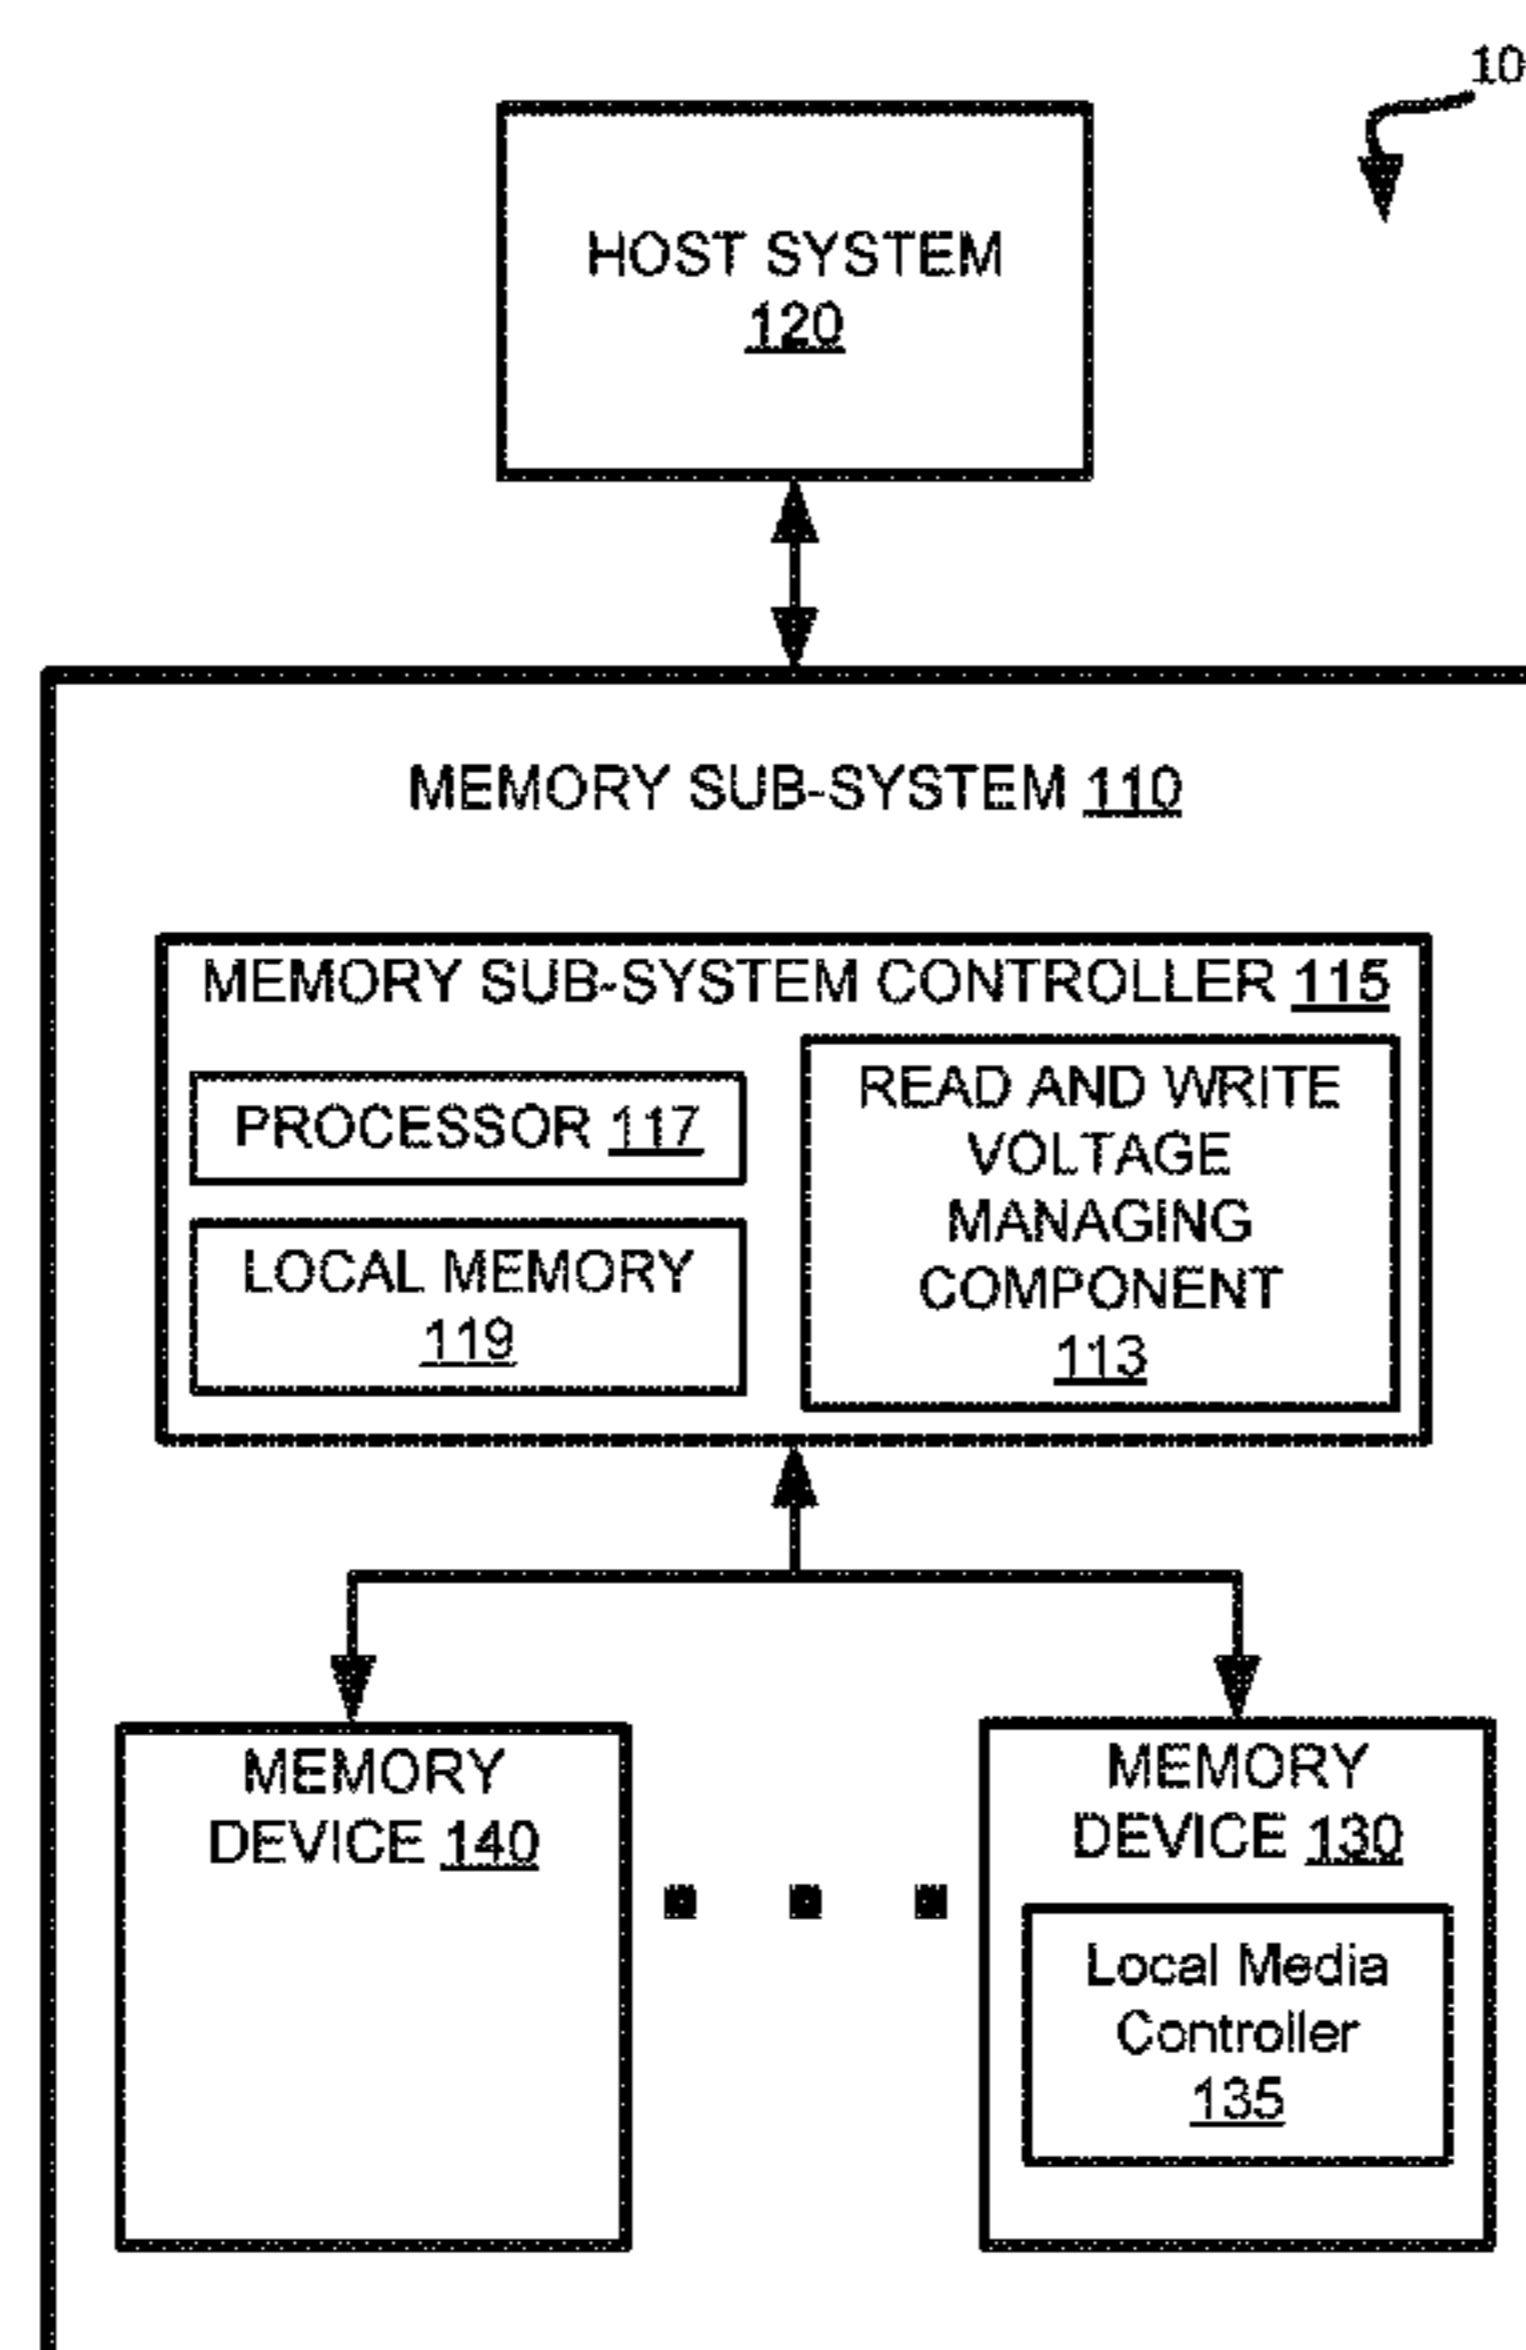 10
HOST SYSTEM
120
MEMORY SUB-SYSTEM 110
MEMORY SUB-SYSTEM CONTROLLER 115
PROCESSOR 117
LOCAL MEMORY
119
READ AND WRITE
VOLTAGE
MANAGING
COMPONENT
113
MEMORY
DEVICE 140
MEMORY
DEVICE 130
Local Media
Controller
135